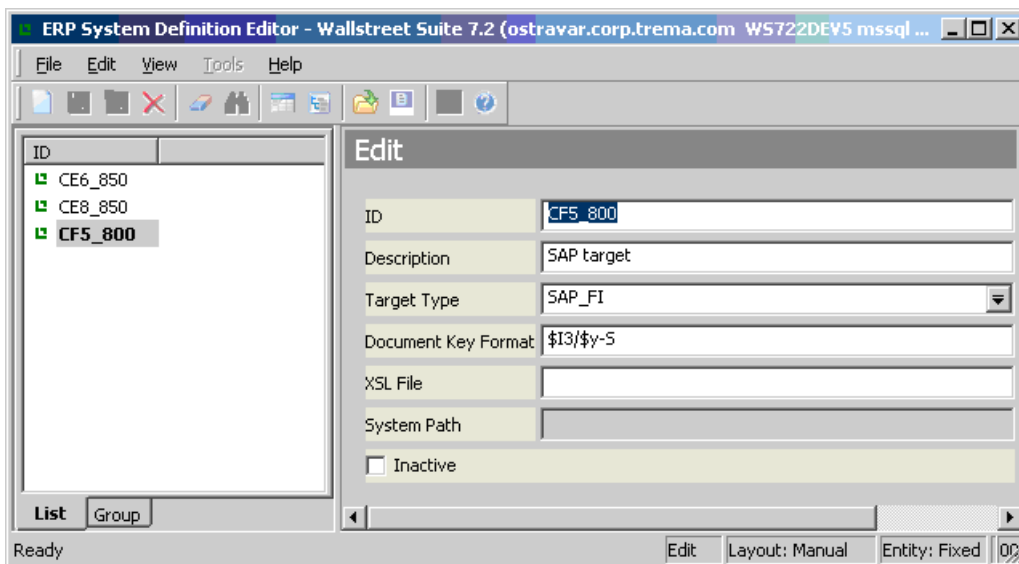 ERP System Definition Editor - Wallstreet Suite 7.2 (ostravar.corp.trema.com WS722DEV5 mssql ...
File Edit View Tools Help
ID
CE6_850
CE8_850
CF5_800
List Group
Edit
ID CF5_800
Description SAP target
Target Type SAP_FI
Document Key Format $I3/$y-S
XSL File
System Path
Inactive
Ready Edit Layout: Manual Entity: Fixed